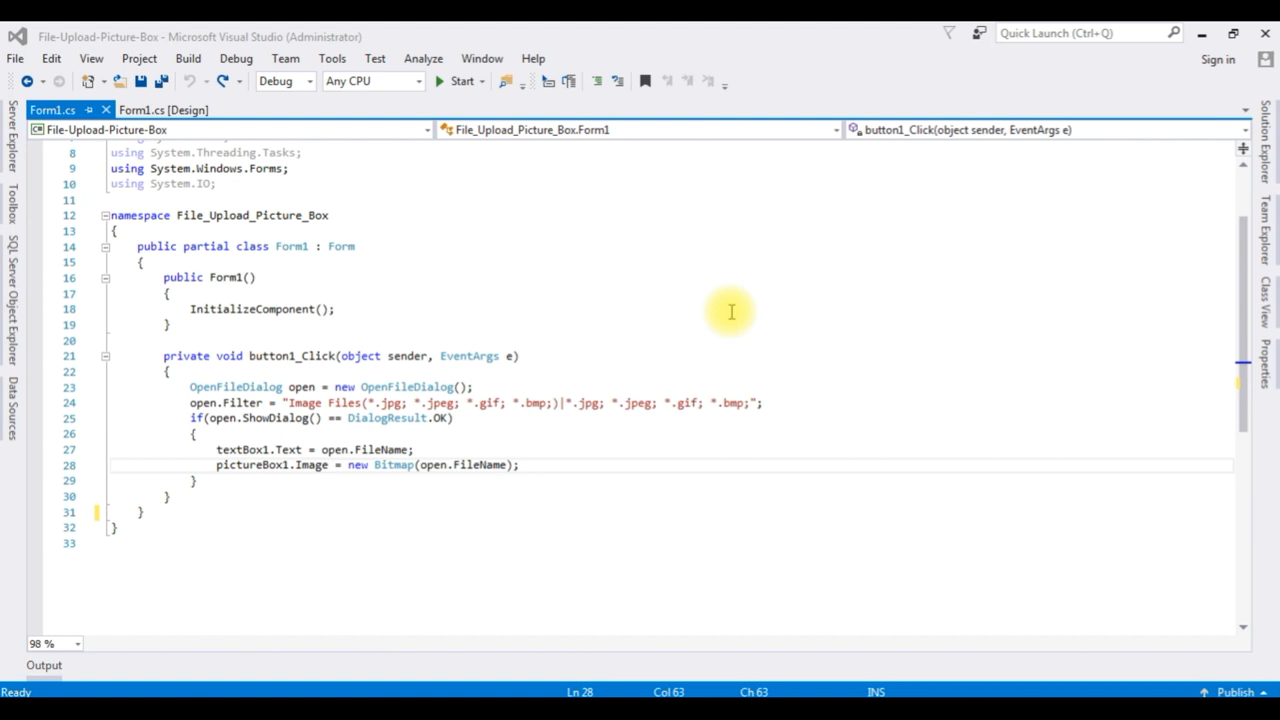 File-Upload-Picture-Box - Microsoft Visual Studio (Administrator)
Quick Launch (Ctrl+Q)
File Edit View Project Build Debug Team Test Tools Analyze Window Help
Sign in
Debug Any CPU Start
Form1.cs Form1.cs [Design]
File-Upload-Picture-Box File_Upload_Picture_Box.Form1 button1_Click(object sender, EventArgs e)
8 using System.Threading.Tasks;
9 using System.Windows.Forms;
10 using System.IO;
11
12 namespace File_Upload_Picture_Box
13 {
14 public partial class Form1 : Form
15 {
16 public Form1()
17 {
18 InitializeComponent();
19 }
20
21 private void button1_Click(object sender, EventArgs e)
22 {
23 OpenFileDialog open = new OpenFileDialog();
24 open.Filter = "Image Files(*.jpg; *.jpeg; *.gif; *.bmp;)|*.jpg; *.jpeg; *.gif; *.bmp;";
25 if(open.ShowDialog() == DialogResult.OK)
26 {
27 textBox1.Text = open.FileName;
28 pictureBox1.Image = new Bitmap(open.FileName);
29 }
30 }
31 }
32 }
33
98 %
Output
Ready Ln 28 Col 63 Ch 63 INS Publish
Server Explorer
Toolbox
SQL Server Object Explorer
Data Sources
Solution Explorer
Team Explorer
Class View
Properties